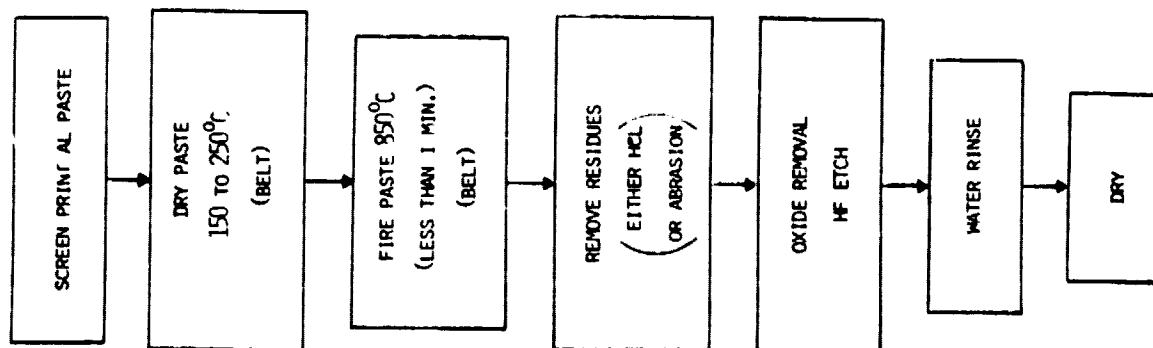 SCREEN PRINT AL PASTE
DRY PASTE
150 TO 250°C
(BELT)
FIRE PASTE 850°C
(LESS THAN 1 MIN.)
(BELT)
REMOVE RESIDUES
(EITHER HCL
OR ABRASION)
OXIDE REMOVAL
HF ETCH
WATER RINSE
DRY